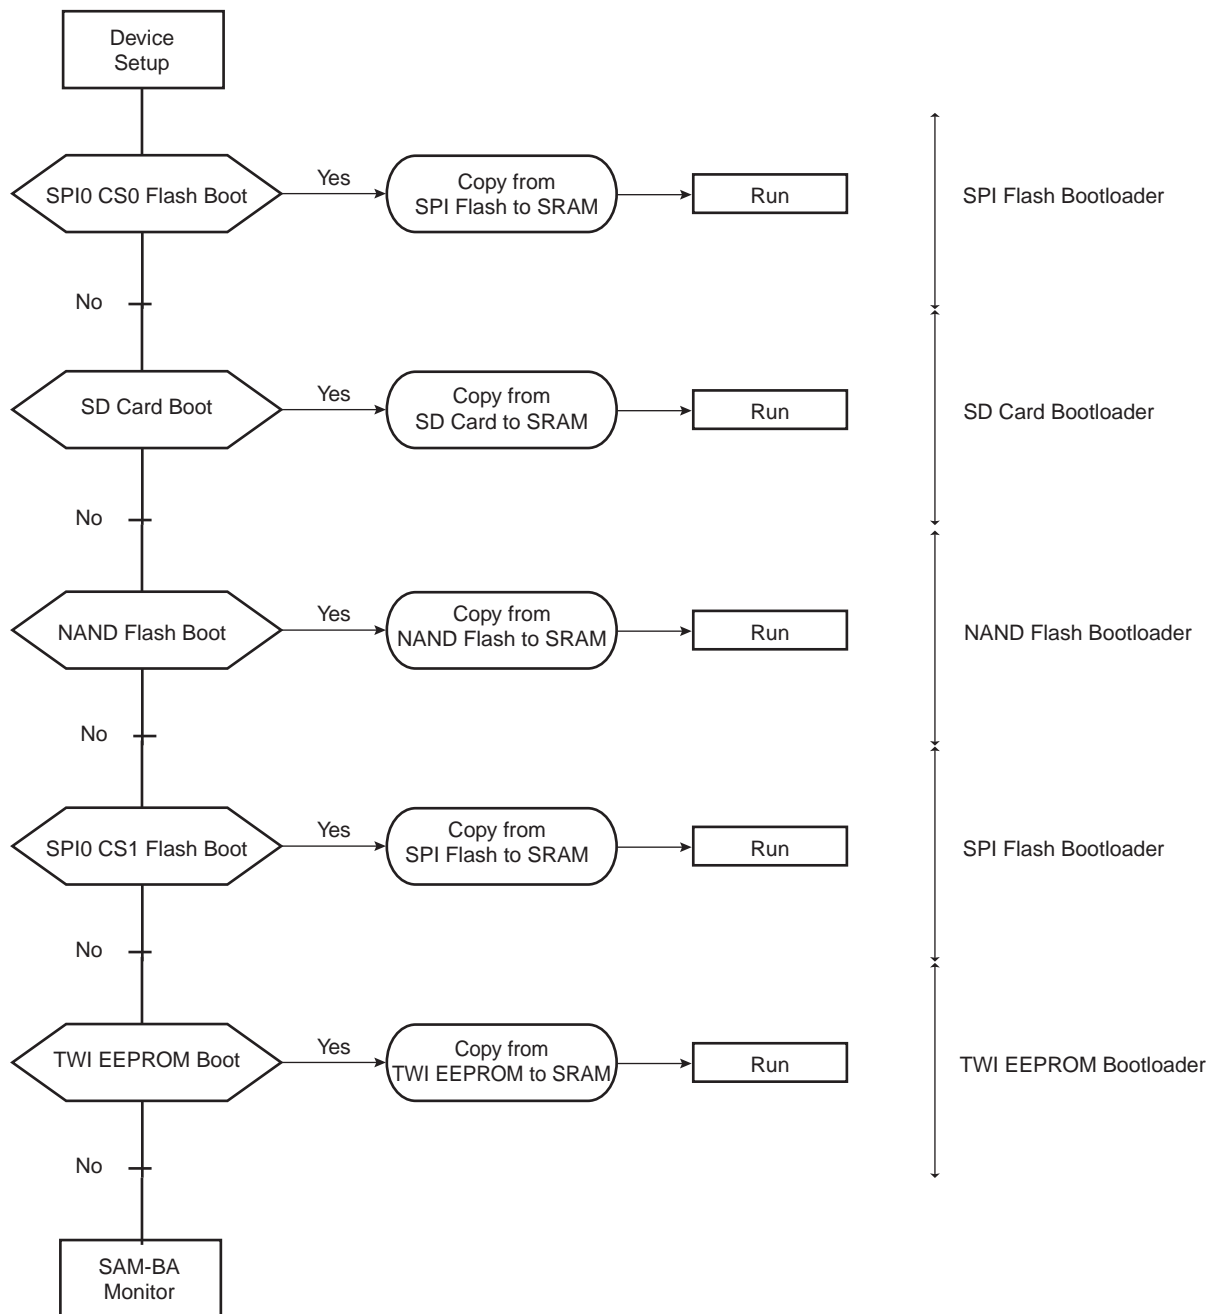 Device
Setup
SPI0 CS0 Flash Boot
Yes
Copy from
SPI Flash to SRAM
Run
SPI Flash Bootloader
No
SD Card Boot
Yes
Copy from
SD Card to SRAM
Run
SD Card Bootloader
No
NAND Flash Boot
Yes
Copy from
NAND Flash to SRAM
Run
NAND Flash Bootloader
No
SPI0 CS1 Flash Boot
Yes
Copy from
SPI Flash to SRAM
Run
SPI Flash Bootloader
No
TWI EEPROM Boot
Yes
Copy from
TWI EEPROM to SRAM
Run
TWI EEPROM Bootloader
No
SAM-BA
Monitor